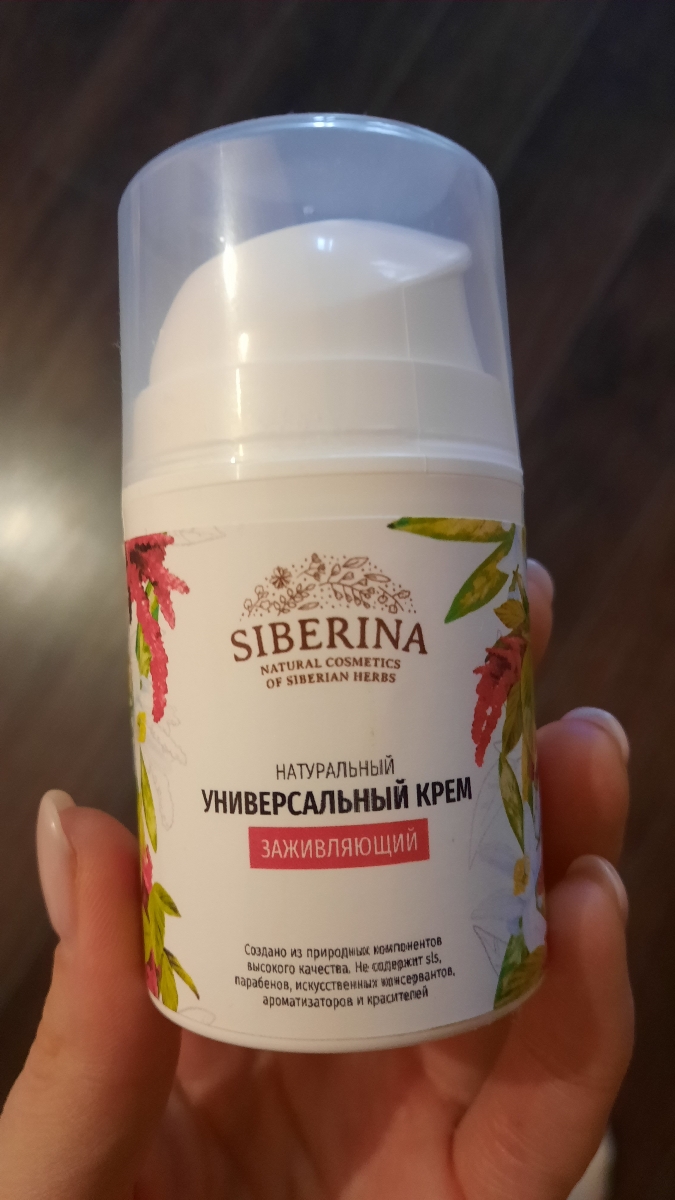 SIBERINA
NATURAL COSMETICS
OF SIBERIAN HERBS
НАТУРАЛЬНЫЙ
УНИВЕРСАЛЬНЫЙ КРЕМ
ЗАЖИВЛЯЮЩИЙ
Создано из природных компонентов
высокого качества. Не содержит sls,
парабенов, искусственных консервантов,
ароматизаторов и красителей